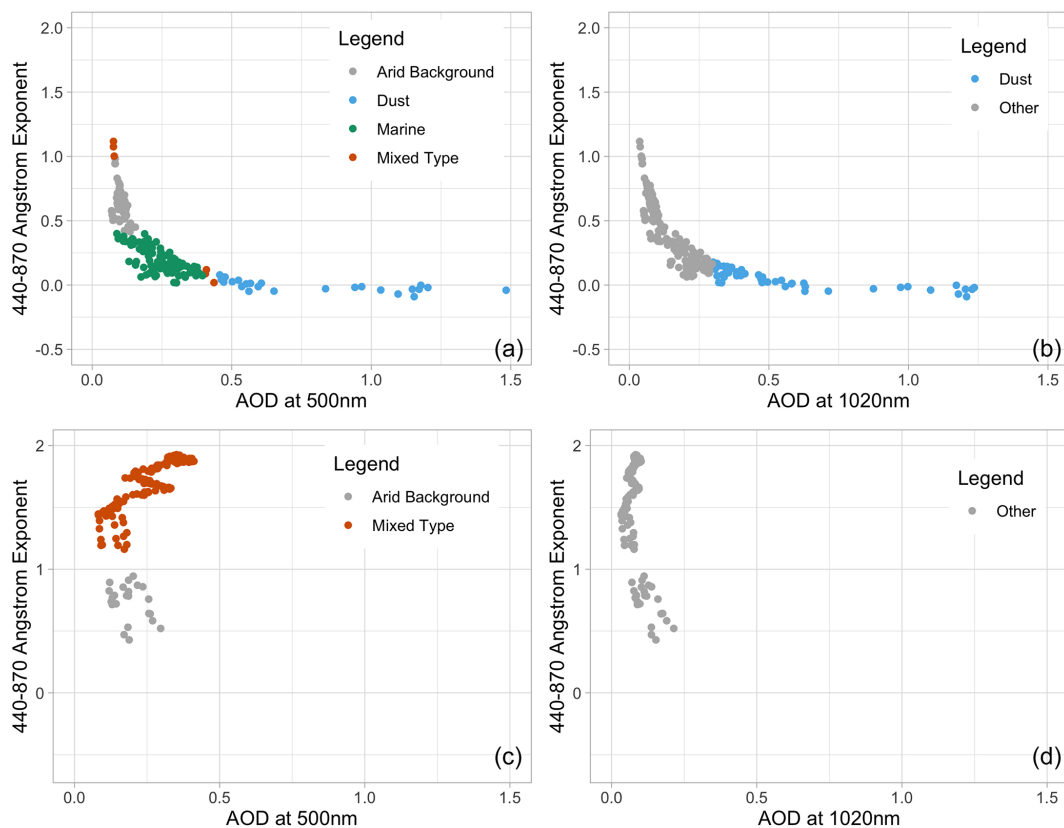 2.0
1.5
1.0
0.5
0.0
-0.5
440-870 Angstrom Exponent
Legend
Arid Background
Dust
Marine
Mixed Type
(a)
0.0 0.5 1.0 1.5
AOD at 500nm
2.0
1.5
1.0
0.5
0.0
-0.5
440-870 Angstrom Exponent
Legend
Dust
Other
(b)
0.0 0.5 1.0 1.5
AOD at 1020nm
2
1
0
440-870 Angstrom Exponent
Legend
Arid Background
Mixed Type
(c)
0.0 0.5 1.0 1.5
AOD at 500nm
2
1
0
440-870 Angstrom Exponent
Legend
Other
(d)
0.0 0.5 1.0 1.5
AOD at 1020nm